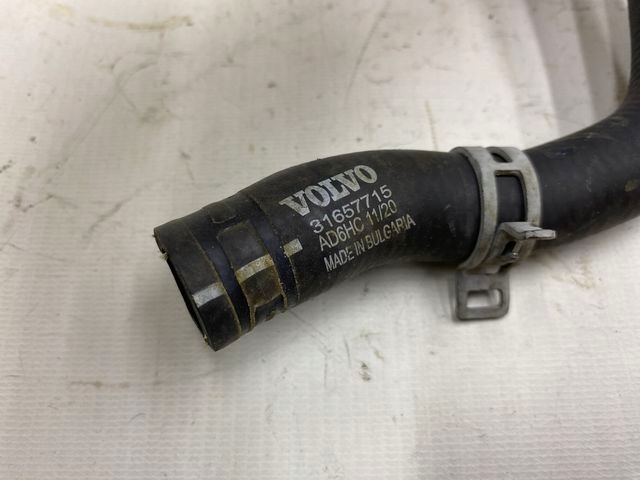 VOLVO
31657715
AD6HC 11/20
MADE IN BULGARIA